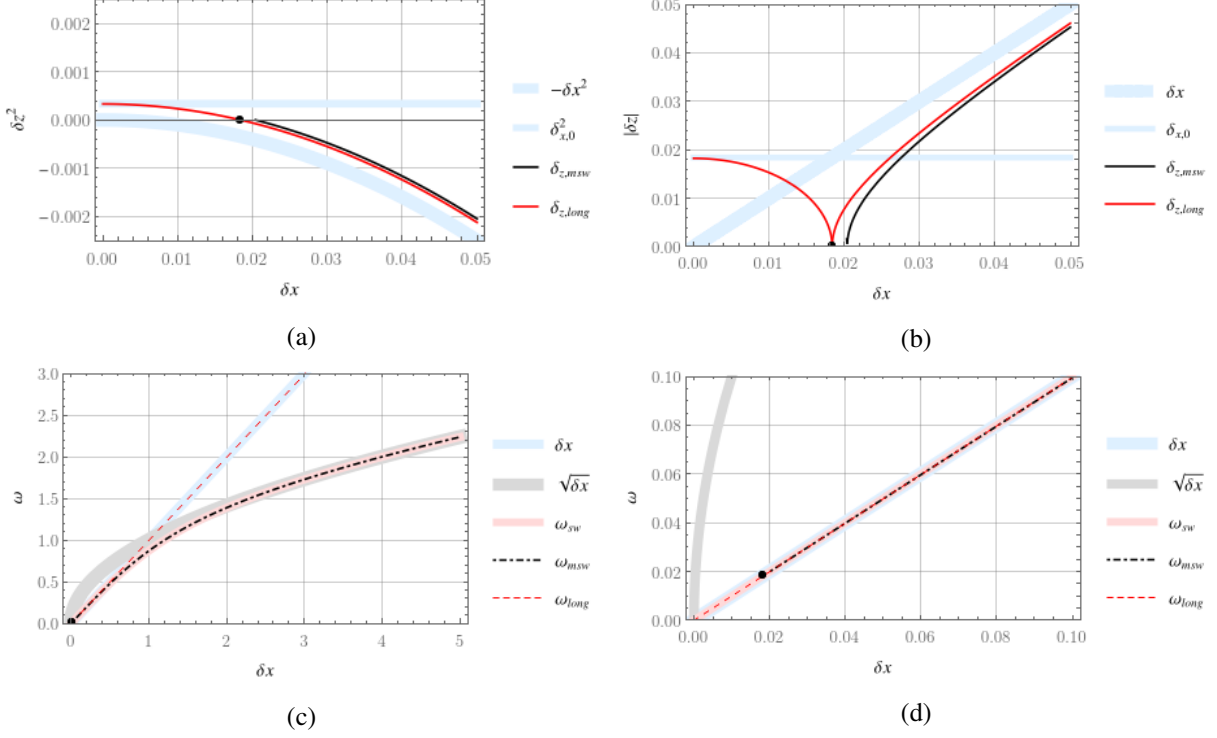 0.002
0.001
0.000
−0.001
−0.002
δz²
0.00 0.01 0.02 0.03 0.04 0.05
δx
−δx²
δ²x,0
δz,msw
δz,long
(a)
0.05
0.04
0.03
0.02
0.01
0.00
|δz|
0.00 0.01 0.02 0.03 0.04 0.05
δx
δx
δx,0
δz,msw
δz,long
(b)
3.0
2.5
2.0
1.5
1.0
0.5
0.0
ω
0 1 2 3 4 5
δx
δx
√δx
ωsw
ωmsw
ωlong
(c)
0.10
0.08
0.06
0.04
0.02
0.00
ω
0.00 0.02 0.04 0.06 0.08 0.10
δx
δx
√δx
ωsw
ωmsw
ωlong
(d)